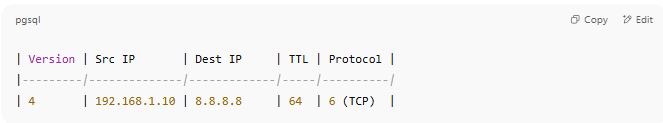 pgsql Copy Edit
| Version | Src IP       | Dest IP     | TTL | Protocol |
|---------/--------------/-------------/-----/----------/
| 4       | 192.168.1.10 | 8.8.8.8     | 64  | 6 (TCP)  |